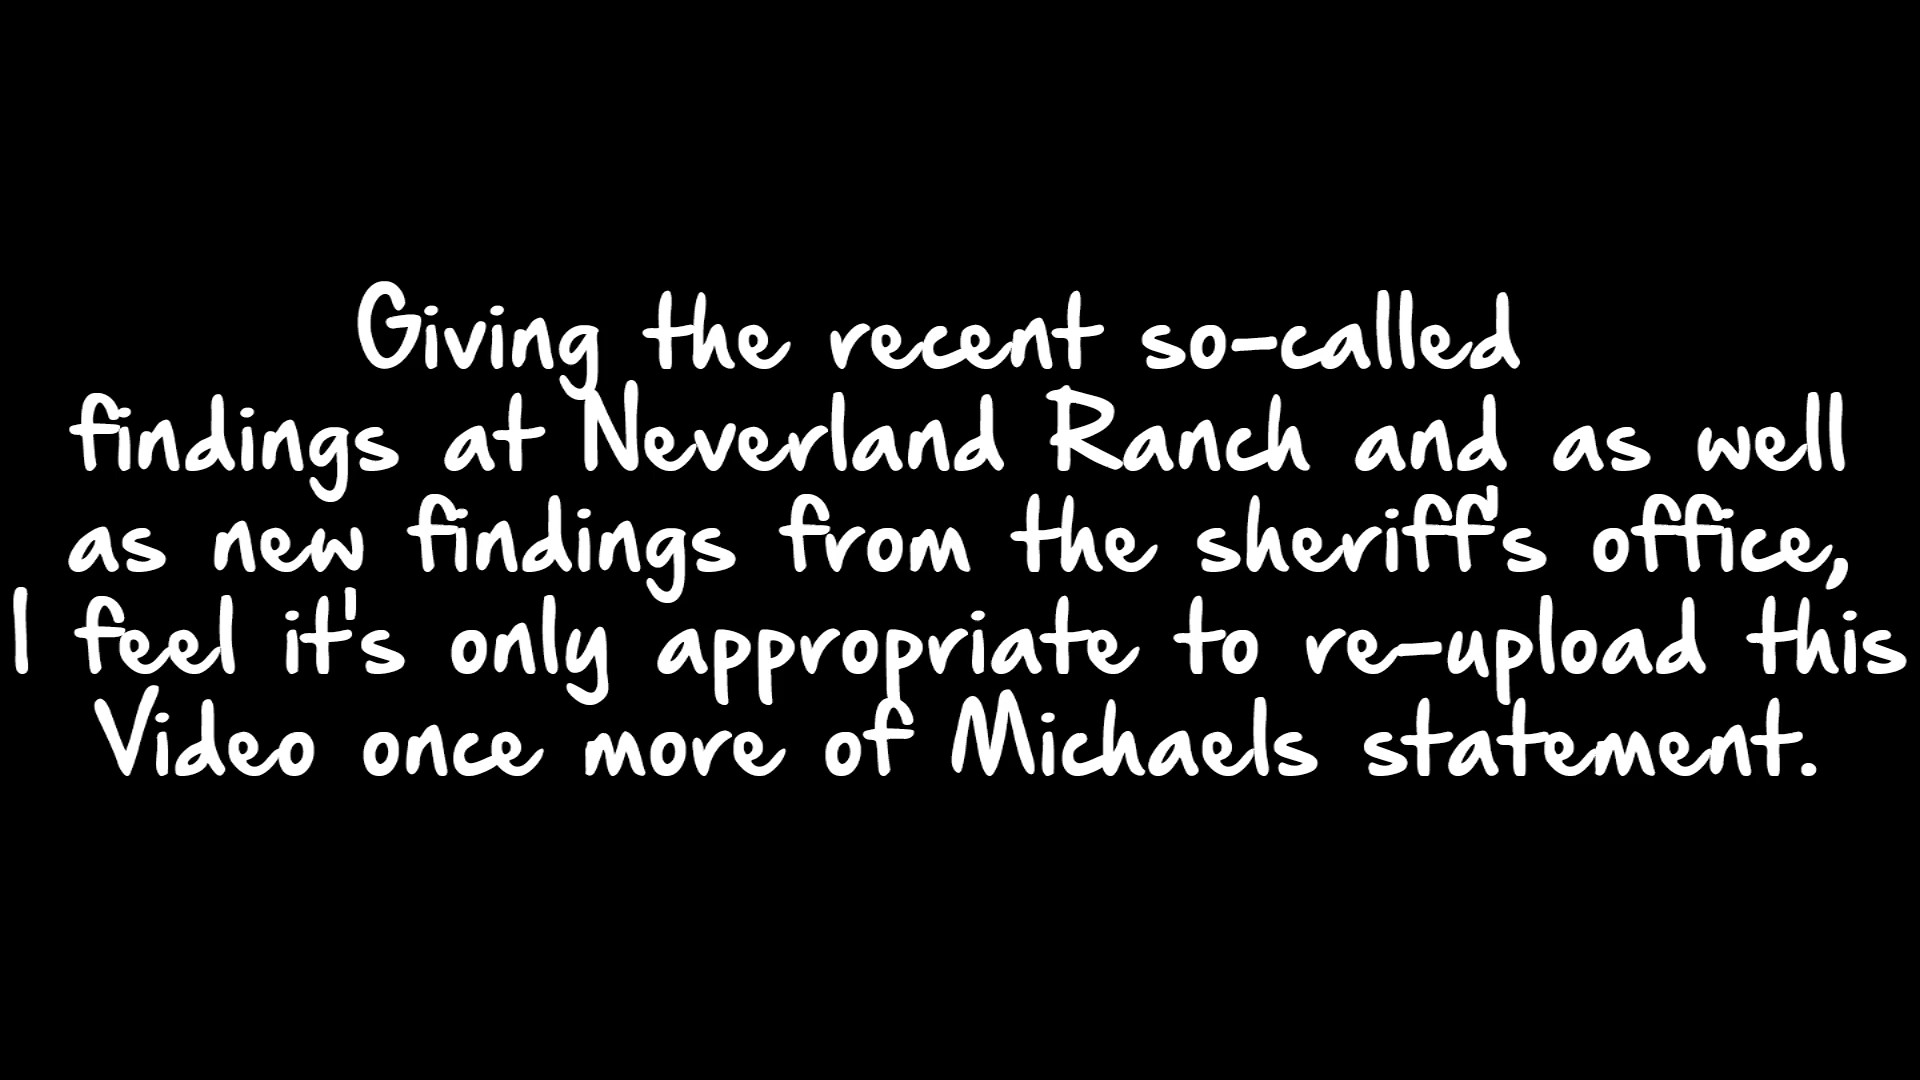 Giving the recent so-called
findings at Neverland Ranch and as well
as new findings from the sheriff's office,
I feel it's only appropriate to re-upload this
Video once more of Michaels statement.